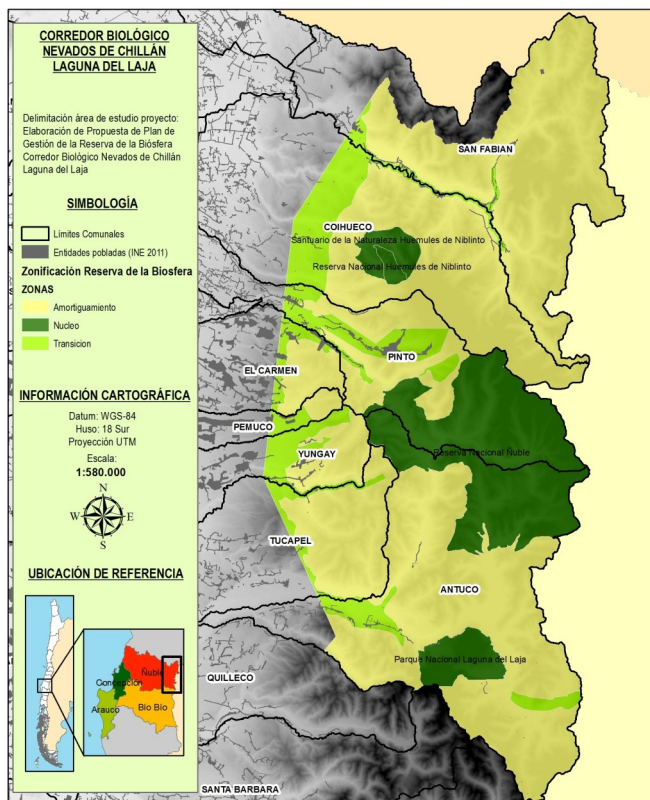 CORREDOR BIOLÓGICO
NEVADOS DE CHILLÁN
LAGUNA DEL LAJA
Delimitación área de estudio proyecto:
Elaboración de Propuesta de Plan de
Gestión de la Reserva de la Biósfera
Corredor Biológico Nevados de Chillán
Laguna del Laja
SIMBOLOGÍA
Límites Comunales
Entidades pobladas (INE 2011)
Zonificación Reserva de la Biosfera
ZONAS
Amortiguamiento
Nucleo
Transicion
INFORMACIÓN CARTOGRÁFICA
Datum: WGS-84
Huso: 18 Sur
Proyección UTM
Escala:
1:580.000
N
W E
S
UBICACIÓN DE REFERENCIA
Ñuble
Concepción
Arauco
Bío Bío
SAN FABIAN
COIHUECO
Santuario de la Naturaleza Huemules de Niblinto
Reserva Nacional Huemules de Niblinto
PINTO
EL CARMEN
PEMUCO
YUNGAY
Reserva Nacional Ñuble
TUCAPEL
ANTUCO
Parque Nacional Laguna del Laja
QUILLECO
SANTA BARBARA